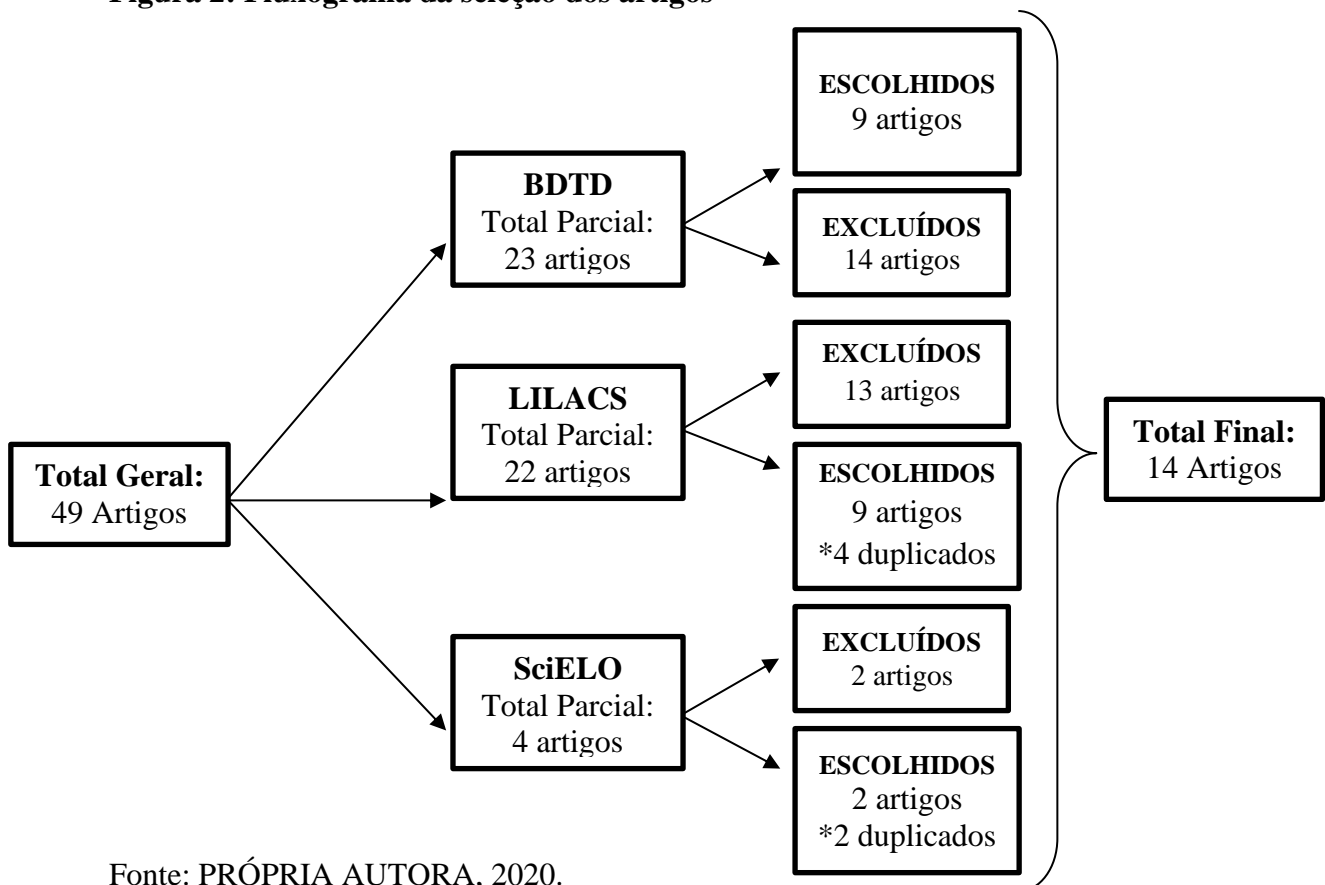 Figura 2: Fluxograma da seleção dos artigos
Total Geral:
49 Artigos
BDTD
Total Parcial:
23 artigos
ESCOLHIDOS
9 artigos
EXCLUÍDOS
14 artigos
LILACS
Total Parcial:
22 artigos
EXCLUÍDOS
13 artigos
ESCOLHIDOS
9 artigos
*4 duplicados
SciELO
Total Parcial:
4 artigos
EXCLUÍDOS
2 artigos
ESCOLHIDOS
2 artigos
*2 duplicados
Total Final:
14 Artigos
Fonte: PRÓPRIA AUTORA, 2020.